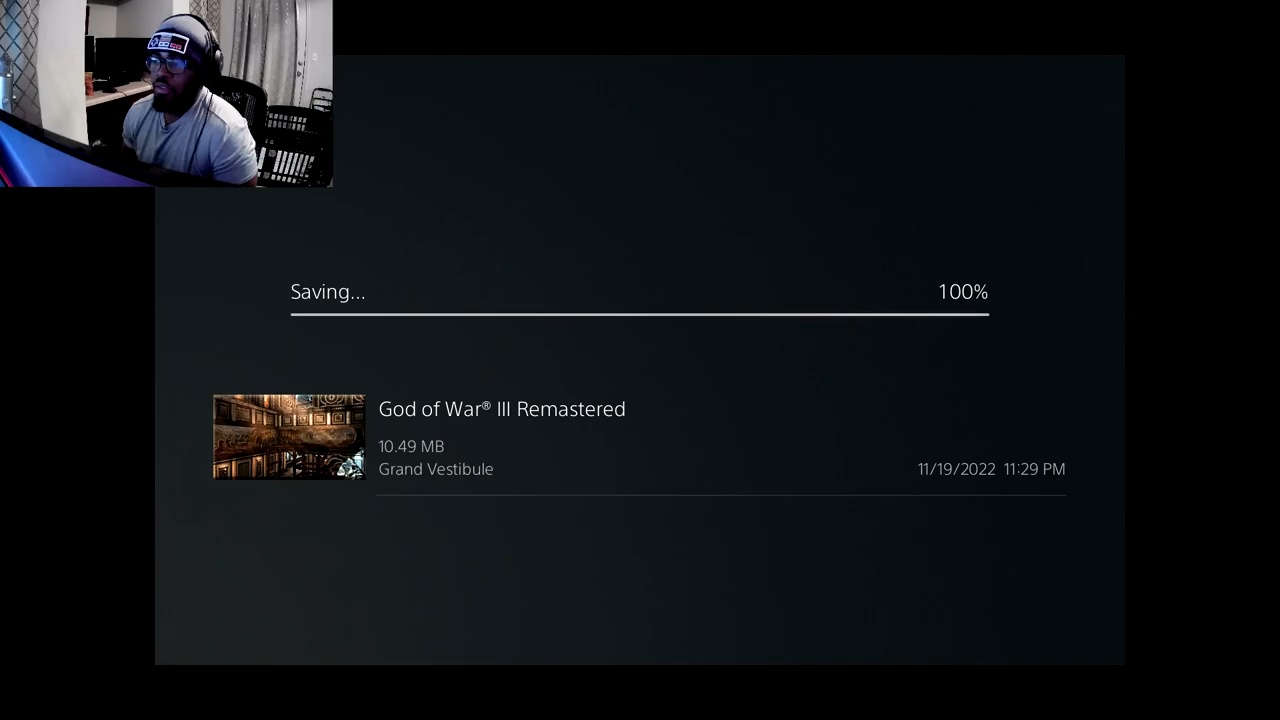 Saving...
100%
God of War® III Remastered
10.49 MB
Grand Vestibule
11/19/2022 11:29 PM